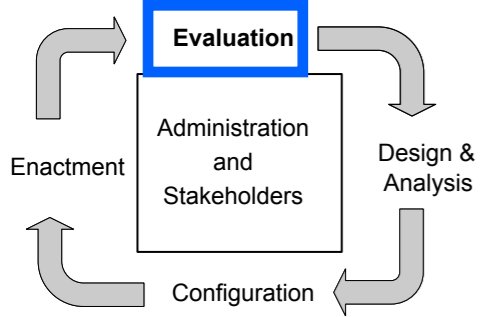 Evaluation
Administration
and
Stakeholders
Enactment
Design &
Analysis
Configuration